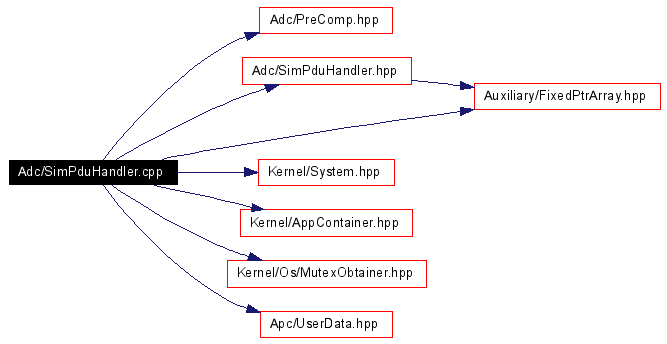 Adc/PreComp.hpp
Adc/SimPduHandler.hpp
Auxiliary/FixedPtrArray.hpp
Adc/SimPduHandler.cpp
Kernel/System.hpp
Kernel/AppContainer.hpp
Kernel/Os/MutexObtainer.hpp
Apc/UserData.hpp